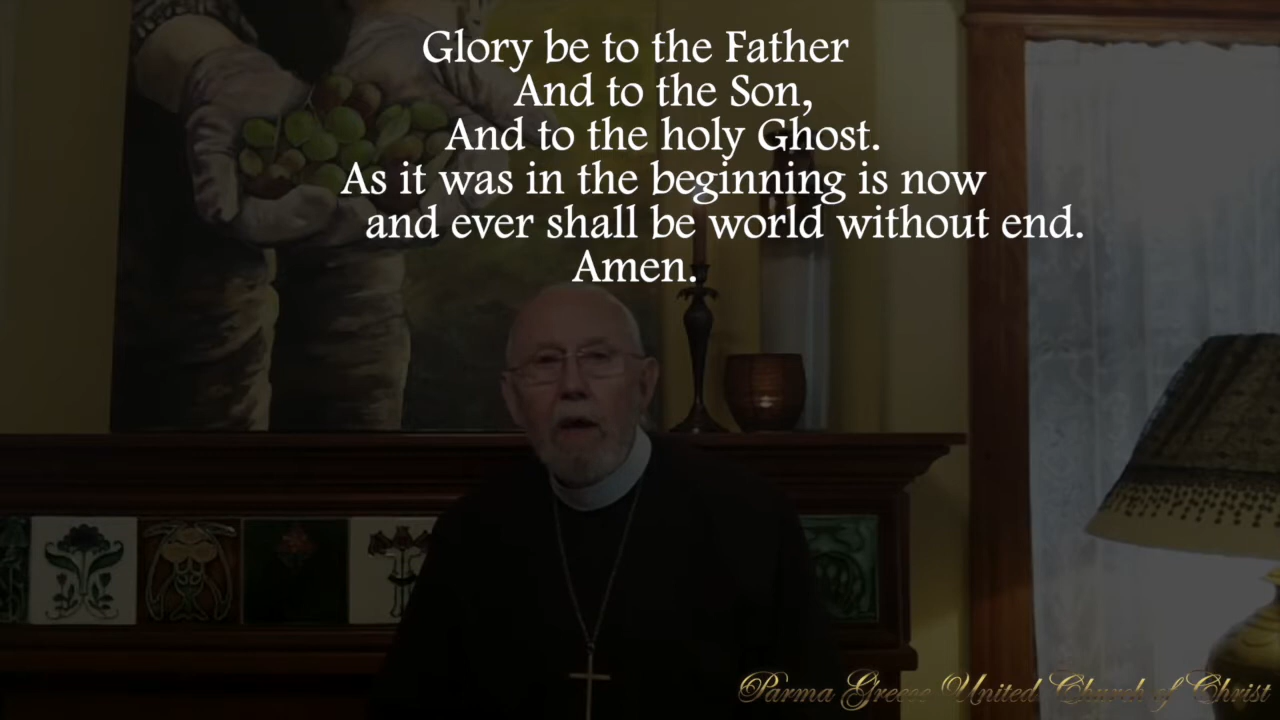 Glory be to the Father
And to the Son,
And to the holy Ghost.
As it was in the beginning is now
and ever shall be world without end.
Amen.
Parma Greece United Church of Christ